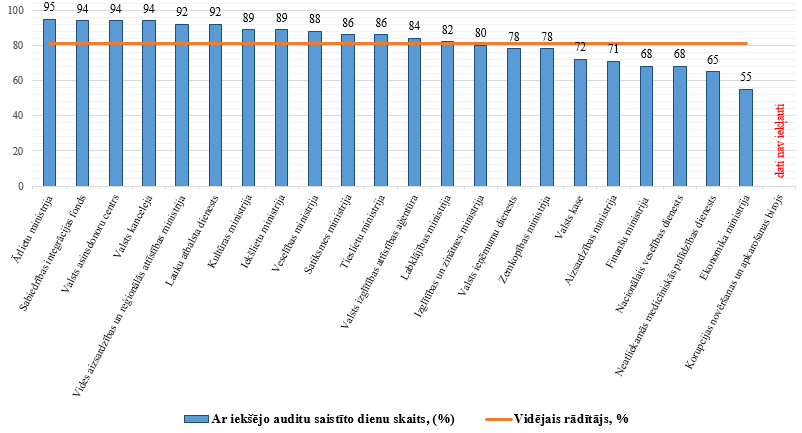 95 94 94 94 92 92 89 89 88 86 86 84 82 80 78 78 72 71 68 68 65 55
100
80
60
40
20
0
dati nav iekļauti
Ārlietu ministrija
Sabiedrības integrācijas fonds
Valsts asinsdonoru centrs
Valsts kanceleja
Vides aizsardzības un reģionālās attīstības ministrija
Lauku atbalsta dienests
Kultūras ministrija
Iekšlietu ministrija
Veselības ministrija
Satiksmes ministrija
Tieslietu ministrija
Valsts izglītības attīstības aģentūra
Labklājības ministrija
Izglītības un zinātnes ministrija
Valsts ieņēmumu dienests
Zemkopības ministrija
Valsts kase
Aizsardzības ministrija
Finanšu ministrija
Nacionālais veselības dienests
Neatliekamās medicīniskās palīdzības dienests
Ekonomika ministrija
Korupcijas novēršanas un apkarošanas birojs
Ar iekšējo auditu saistīto dienu skaits, (%)
Vidējais rādītājs, %